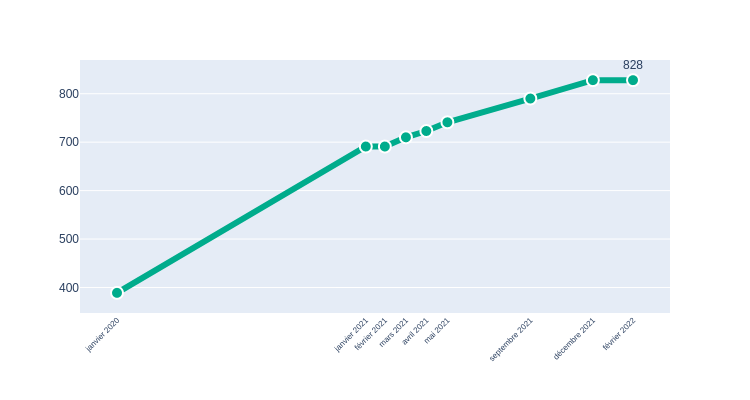 828
800
700
600
500
400
janvier 2020
janvier 2021
février 2021
mars 2021
avril 2021
mai 2021
septembre 2021
décembre 2021
février 2022